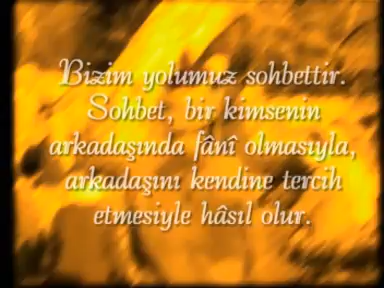 Bizim yolumuz sohbettir.
Sohbet, bir kimsenin
arkadaşında fânî olmasıyla,
arkadaşını kendine tercih
etmesiyle hâsıl olur.